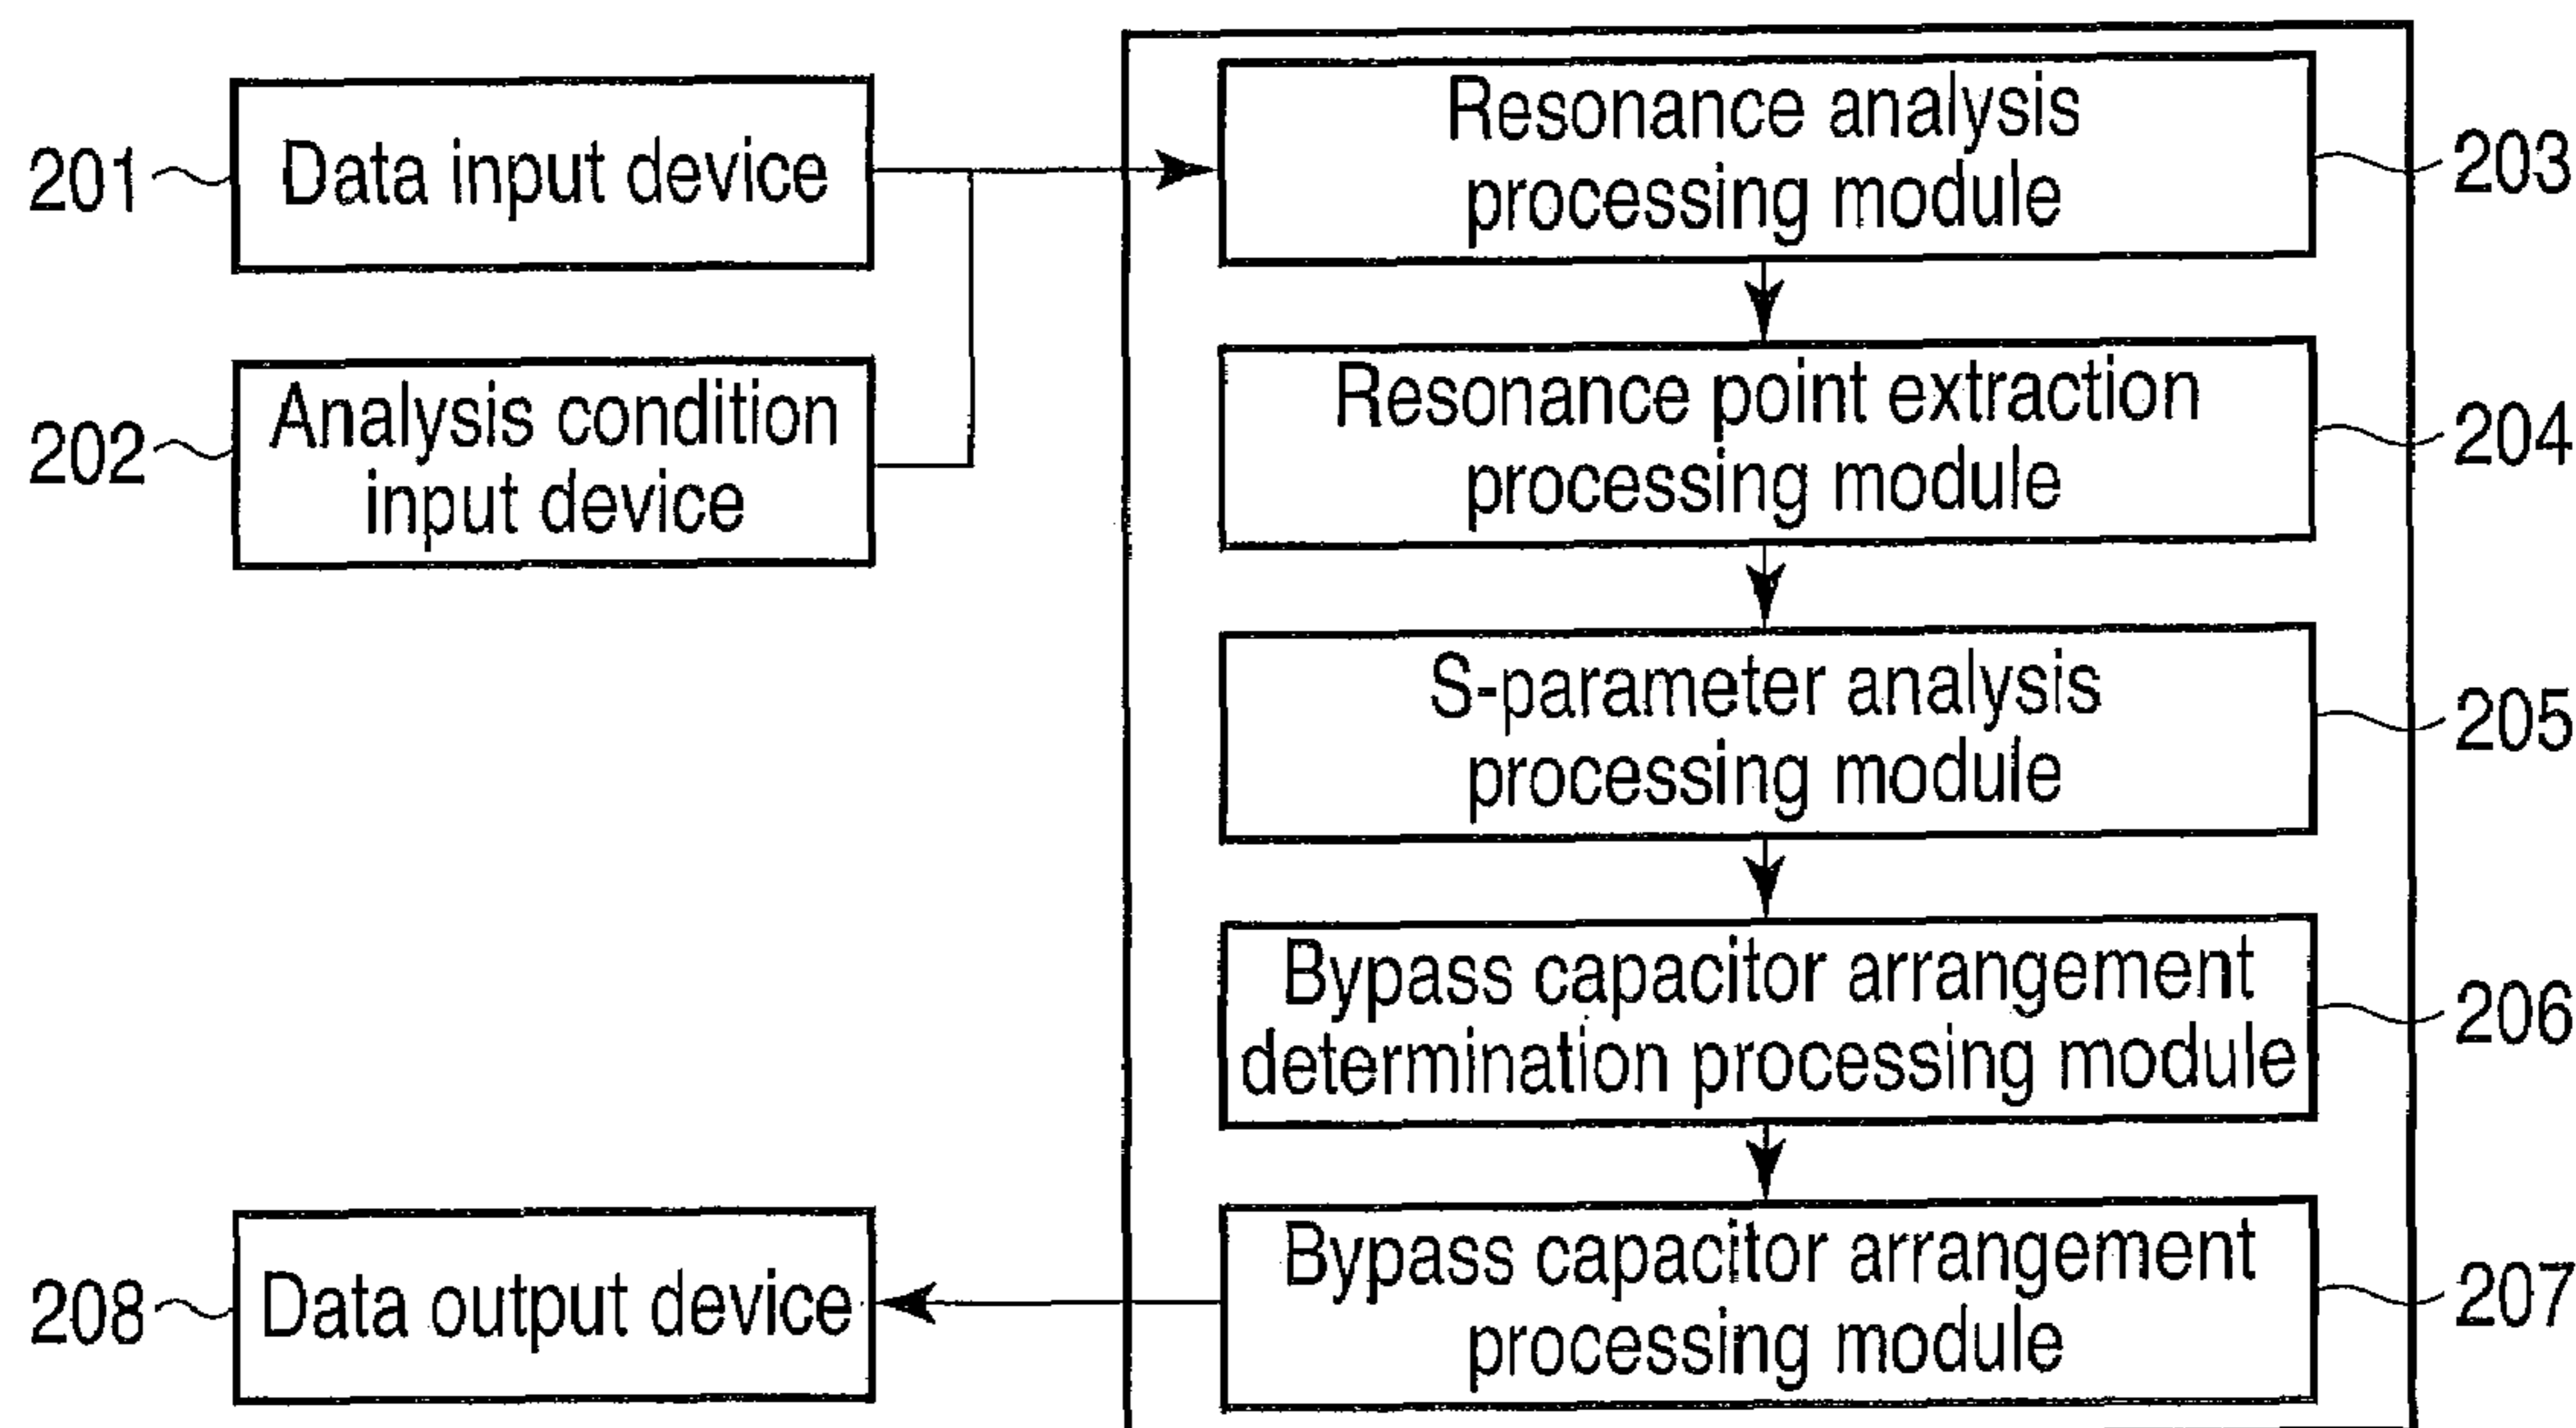 201
Data input device
202
Analysis condition
input device
Resonance analysis
processing module
203
Resonance point extraction
processing module
204
S-parameter analysis
processing module
205
Bypass capacitor arrangement
determination processing module
206
Bypass capacitor arrangement
processing module
207
208
Data output device